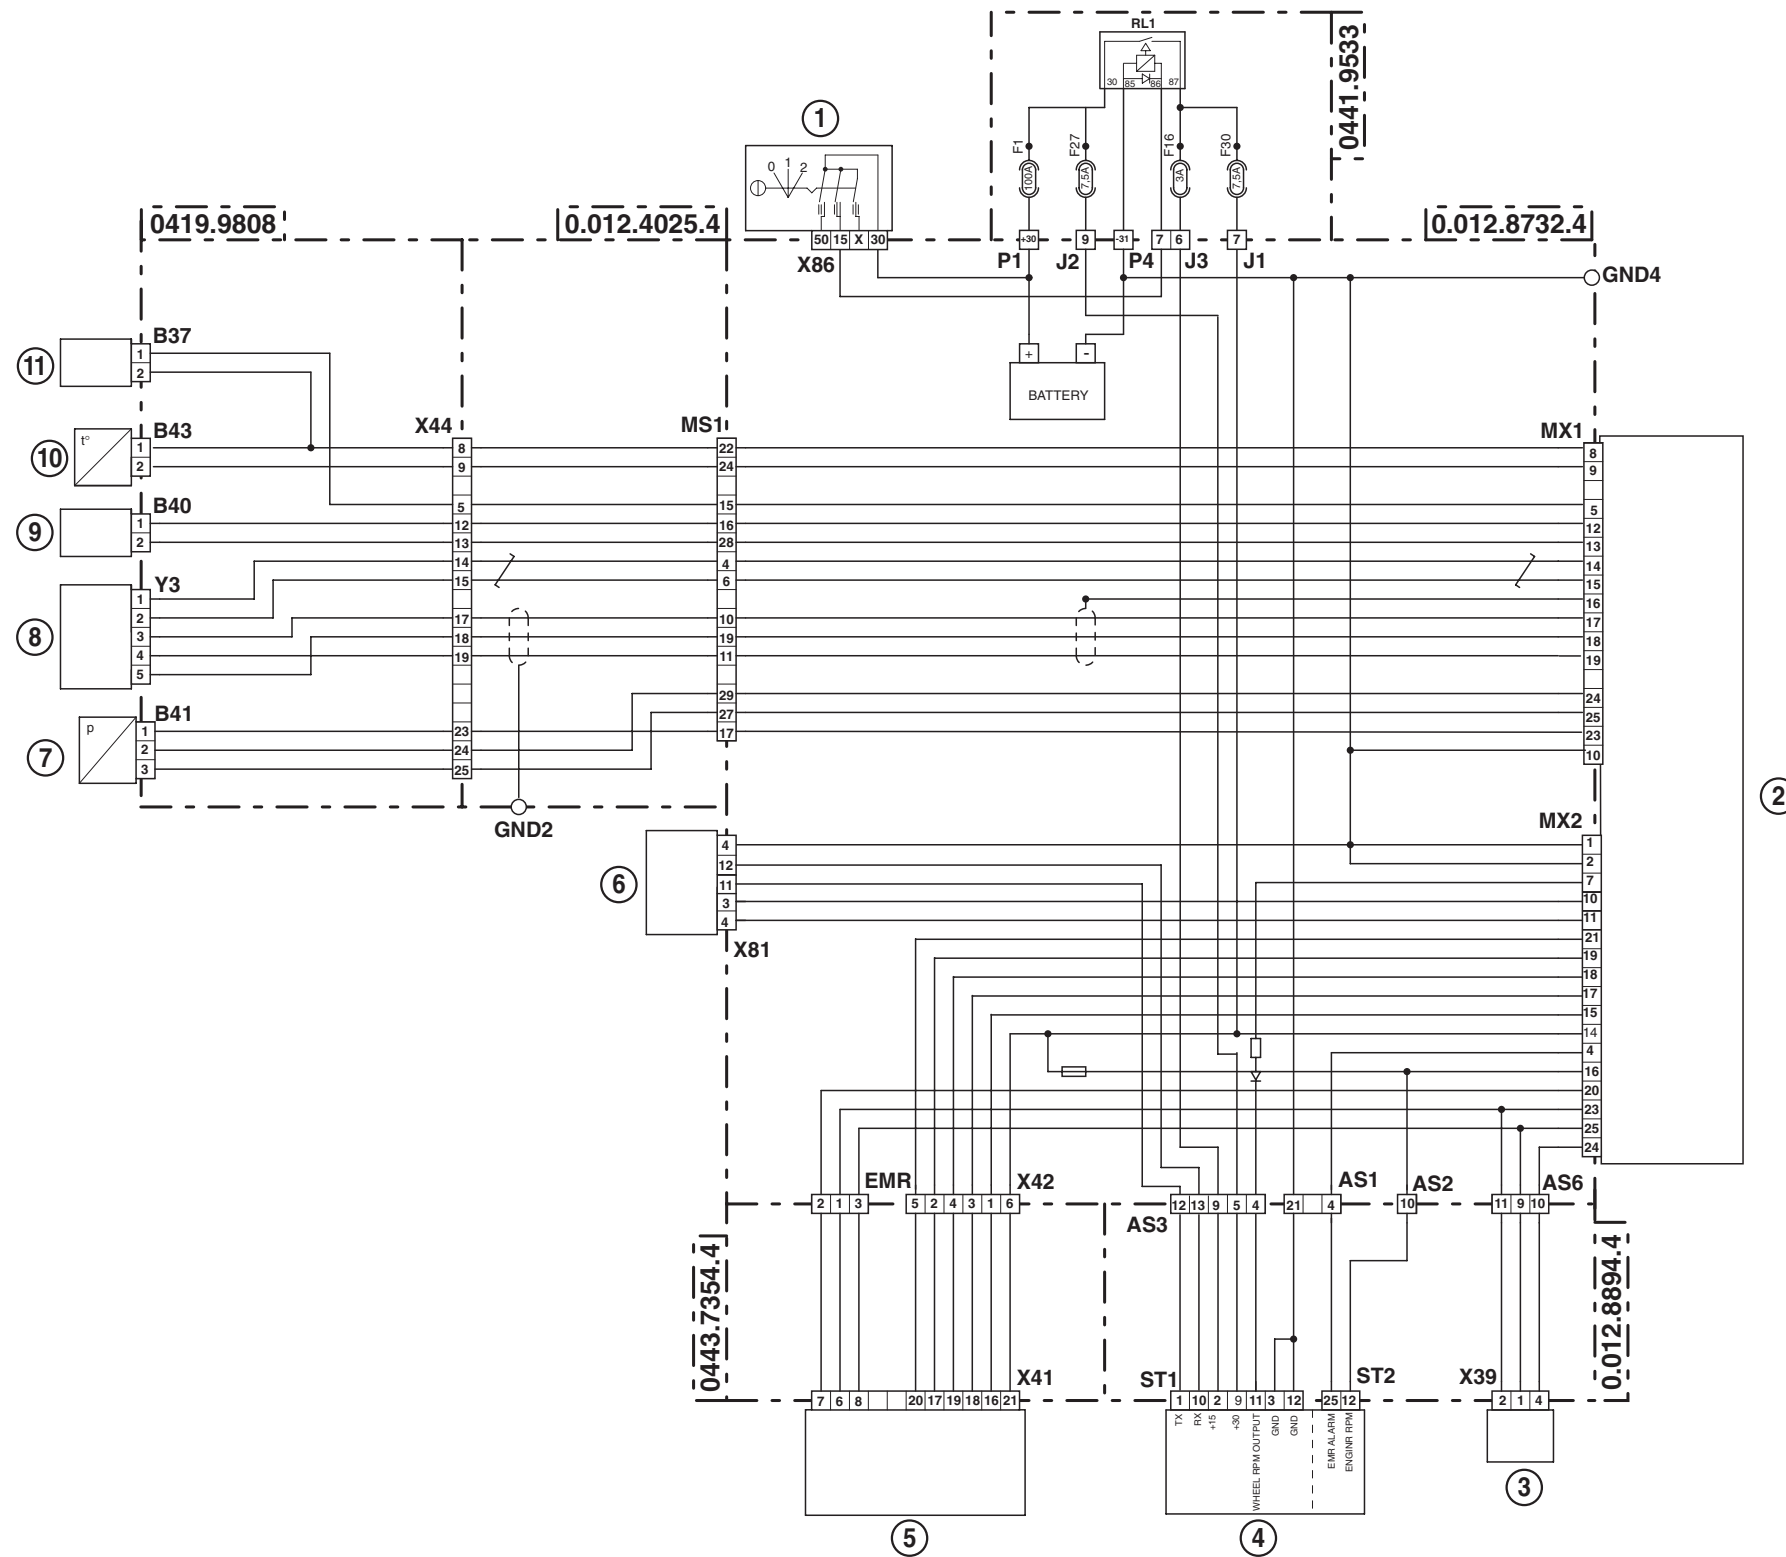 RL1
30 85 86 87
0441.9533
1
0 1 2
F1 F27 F16 F30
100A 7,5A 3A 7,5A
0419.9808
0.012.4025.4
0.012.8732.4
50 15 X 30
X86
+30 9 -31 7 6 7
P1 J2 P4 J3 J1
GND4
+ -
BATTERY
11
B37
1
2
10
t°
B43
1
2
9
B40
1
2
8
Y3
1
2
3
4
5
7
p
B41
1
2
3
X44
8
9
5
12
13
14
15
17
18
19
23
24
25
GND2
MS1
22
24
15
16
28
4
6
10
19
11
29
27
17
MX1
8
9
5
12
13
14
15
16
17
18
19
24
25
23
10
2
6
4
12
11
3
4
X81
MX2
1
2
7
10
11
21
19
18
17
15
14
4
16
20
23
25
24
EMR X42 AS1 AS2 AS6
2 1 3 5 2 4 3 1 6 12 13 9 5 4 21 4 10 11 9 10
AS3
0443.7354.4
0.012.8894.4
X41 ST1 ST2 X39
7 6 8 20 17 19 18 16 21 1 10 2 9 11 3 12 25 12 2 1 4
TX
RX
+15
+30
WHEEL RPM OUTPUT
GND
GND
EMR ALARM
ENGINR RPM
5
4
3